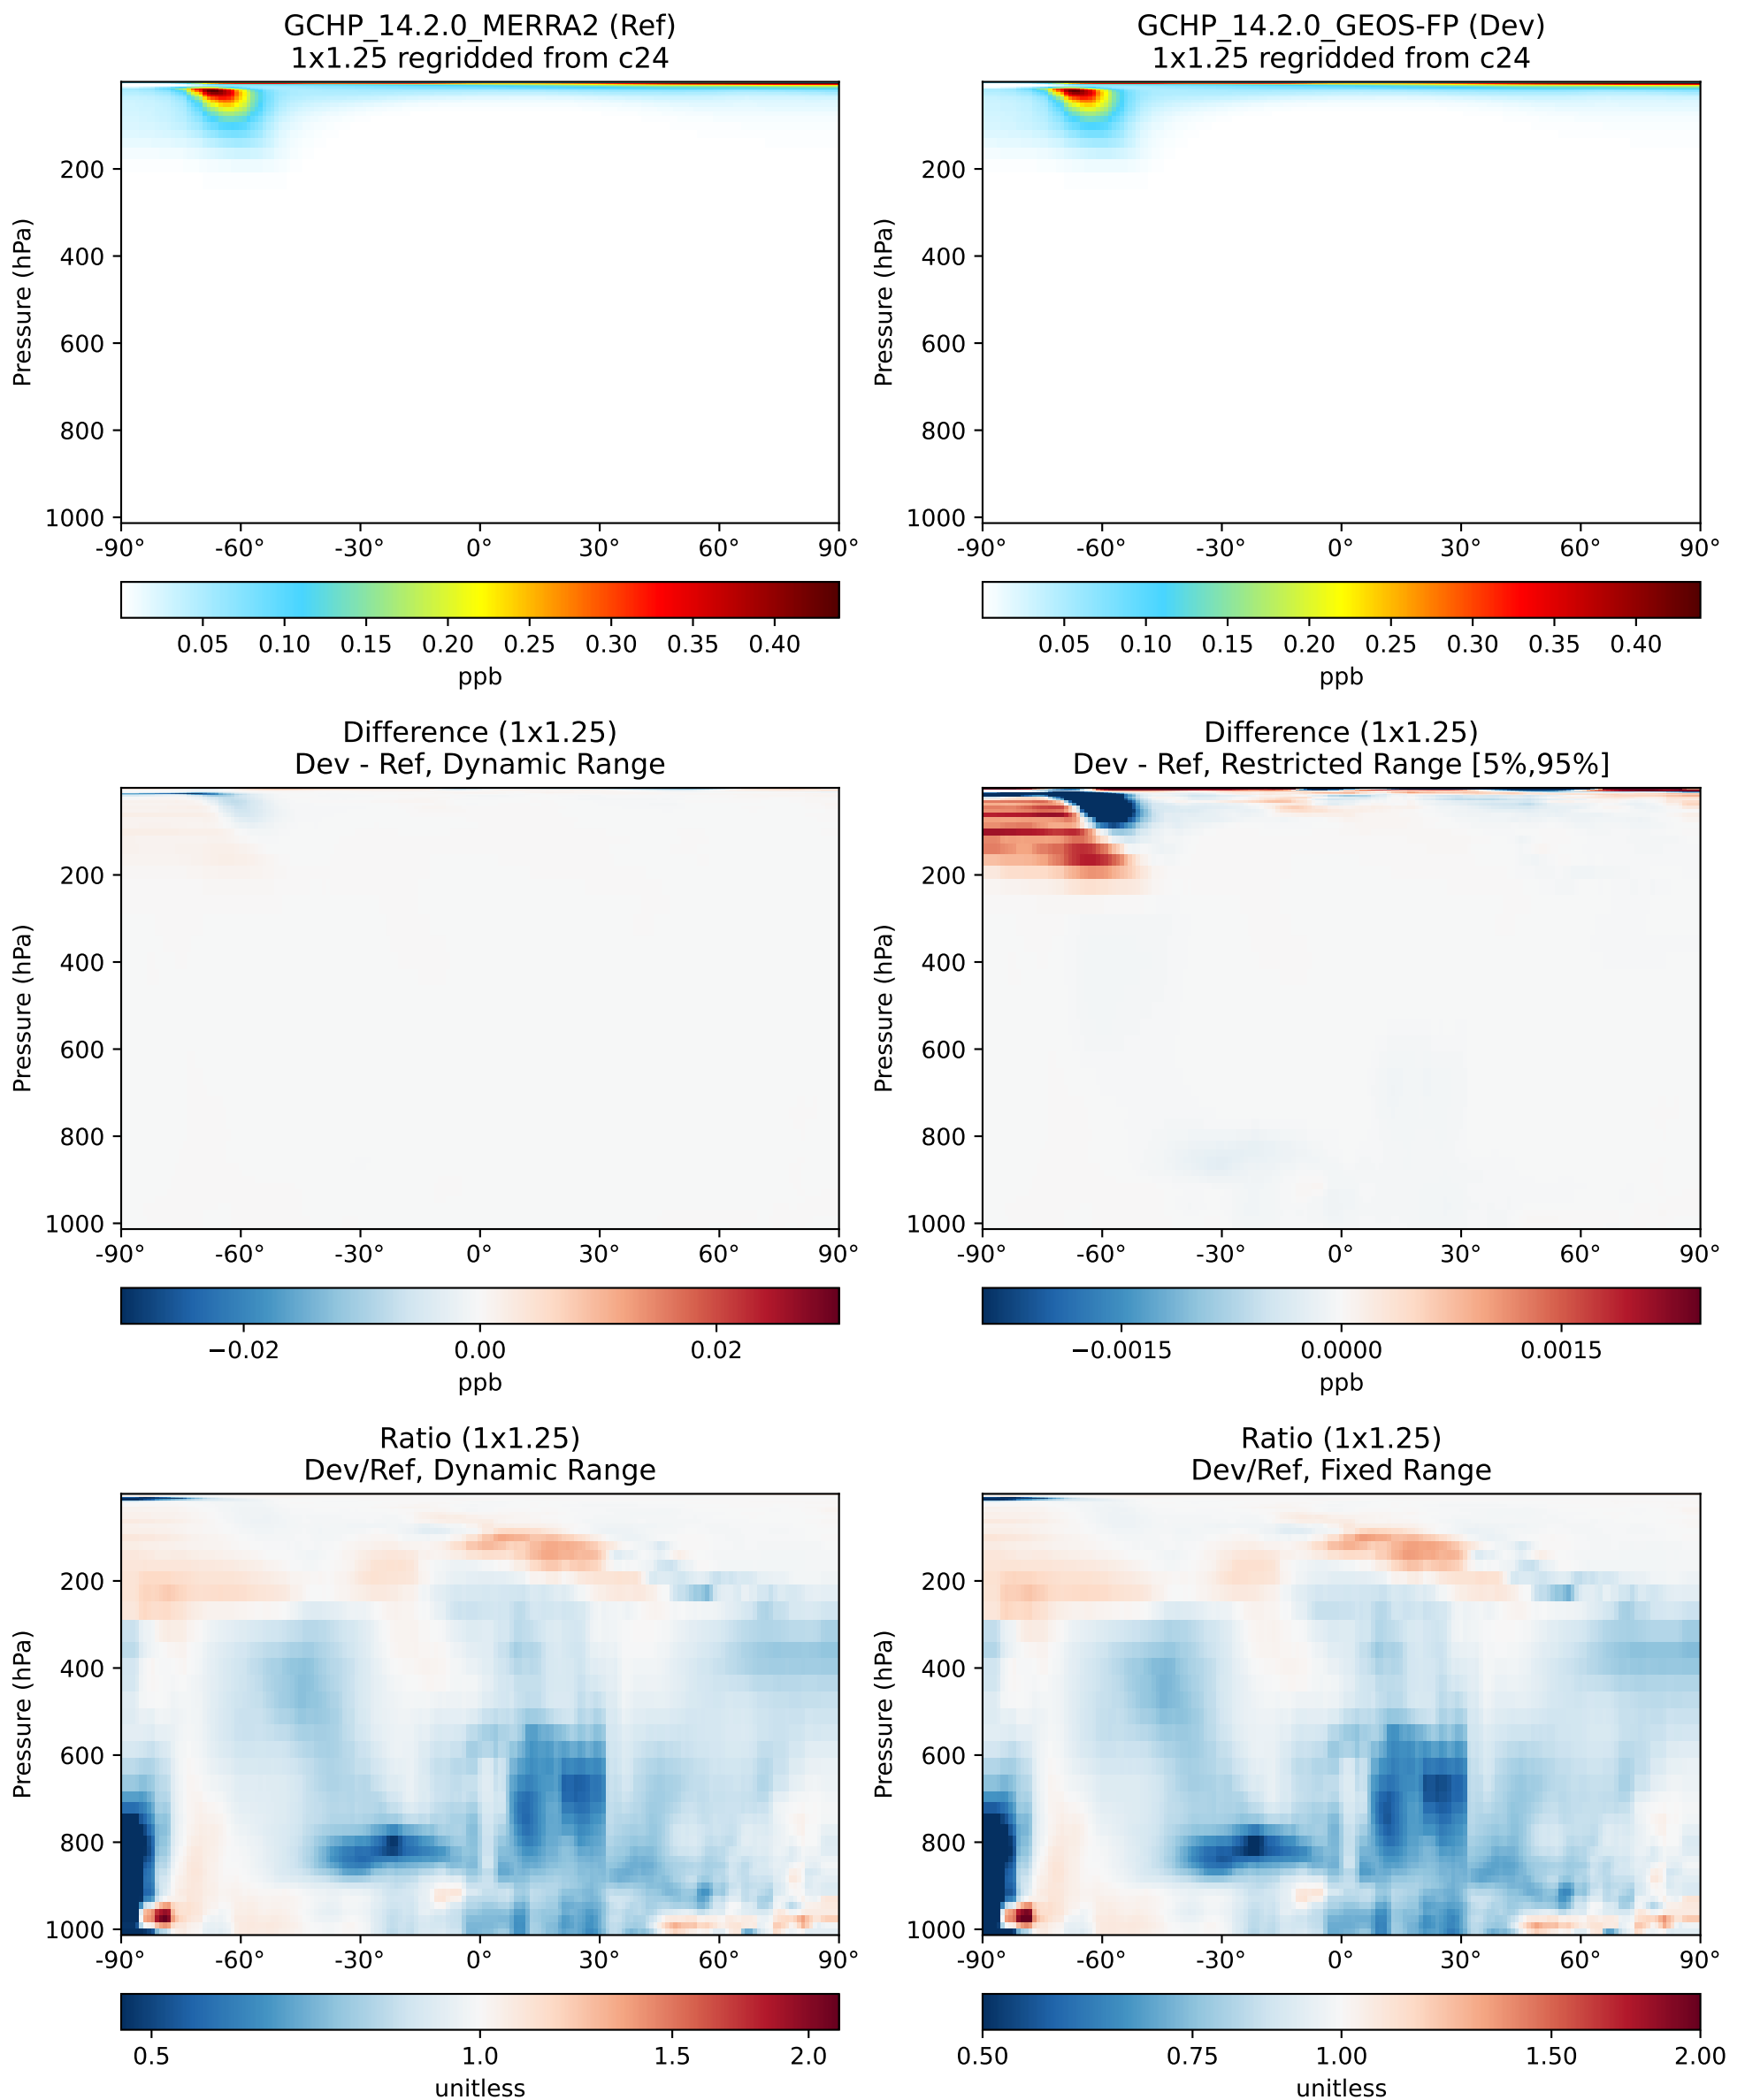 GCHP_14.2.0_MERRA2 (Ref)
1x1.25 regridded from c24
Pressure (hPa)
200
400
600
800
1000
-90° -60° -30° 0° 30° 60° 90°
0.05 0.10 0.15 0.20 0.25 0.30 0.35 0.40
ppb
GCHP_14.2.0_GEOS-FP (Dev)
1x1.25 regridded from c24
Pressure (hPa)
200
400
600
800
1000
-90° -60° -30° 0° 30° 60° 90°
0.05 0.10 0.15 0.20 0.25 0.30 0.35 0.40
ppb
Difference (1x1.25)
Dev - Ref, Dynamic Range
Pressure (hPa)
200
400
600
800
1000
-90° -60° -30° 0° 30° 60° 90°
−0.02 0.00 0.02
ppb
Difference (1x1.25)
Dev - Ref, Restricted Range [5%,95%]
Pressure (hPa)
200
400
600
800
1000
-90° -60° -30° 0° 30° 60° 90°
−0.0015 0.0000 0.0015
ppb
Ratio (1x1.25)
Dev/Ref, Dynamic Range
Pressure (hPa)
200
400
600
800
1000
-90° -60° -30° 0° 30° 60° 90°
0.5 1.0 1.5 2.0
unitless
Ratio (1x1.25)
Dev/Ref, Fixed Range
Pressure (hPa)
200
400
600
800
1000
-90° -60° -30° 0° 30° 60° 90°
0.50 0.75 1.00 1.50 2.00
unitless